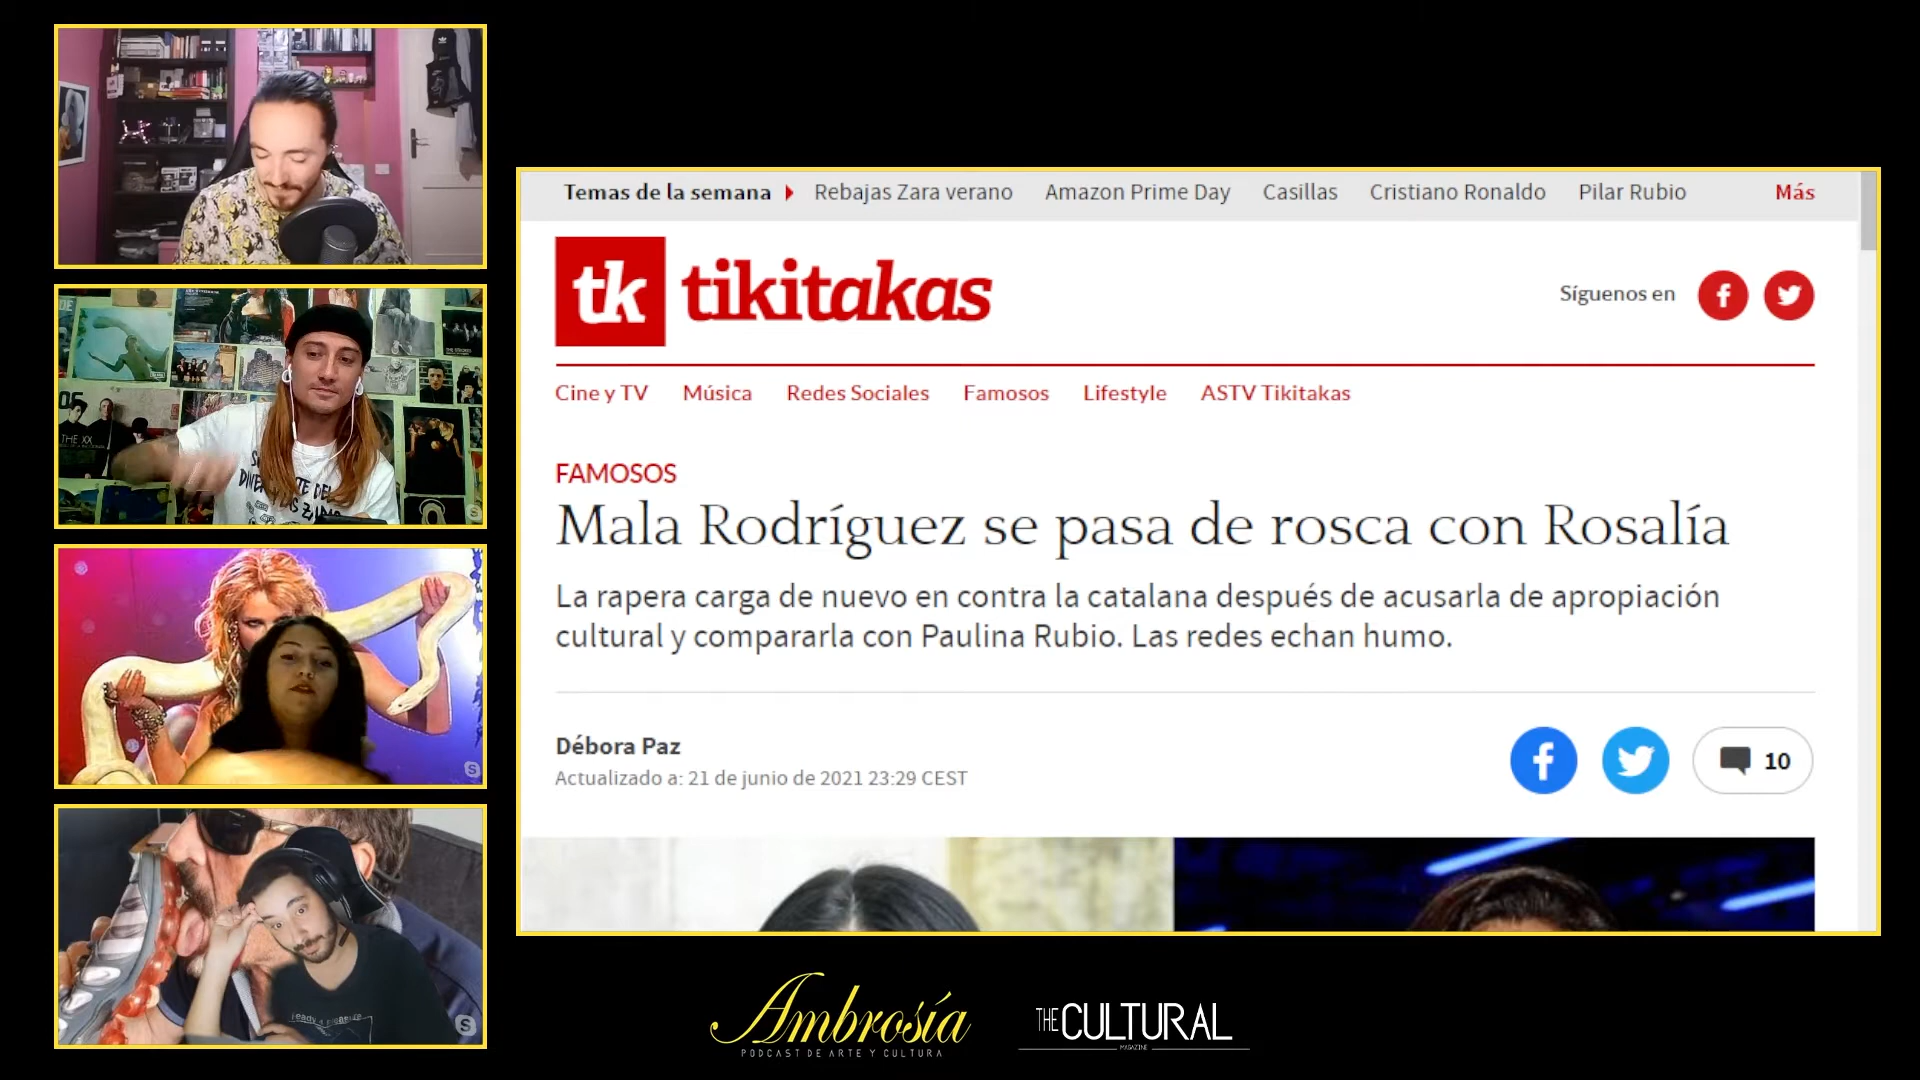 Temas de la semana Rebajas Zara verano Amazon Prime Day Casillas Cristiano Ronaldo Pilar Rubio Más
tk tikitakas
Síguenos en
Cine y TV Música Redes Sociales Famosos Lifestyle ASTV Tikitakas
FAMOSOS
Mala Rodríguez se pasa de rosca con Rosalía
La rapera carga de nuevo en contra la catalana después de acusarla de apropiación
cultural y compararla con Paulina Rubio. Las redes echan humo.
Débora Paz
Actualizado a: 21 de junio de 2021 23:29 CEST
10
THE XX
Ambrosía
PODCAST DE ARTE Y CULTURA
THE CULTURAL
MAGAZINE